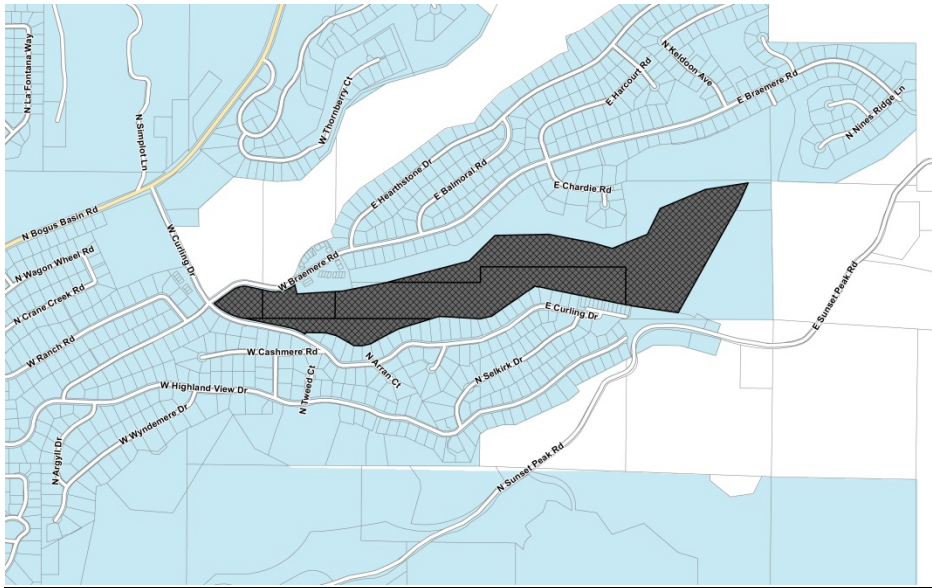 N La Fontana Way
N Simplot Ln
W Thornberry Ct
E Harcourt Rd
N Keldoon Ave
E Braemere Rd
N Nines Ridge Ln
E Hearthstone Dr
E Balmoral Rd
E Chardie Rd
N Bogus Basin Rd
W Curling Dr
N Wagon Wheel Rd
W Braemere Rd
E Sunset Peak Rd
N Crane Creek Rd
E Curling Dr
W Ranch Rd
W Cashmere Rd
N Arran Ct
N Selkirk Dr
N Tweed Ct
W Highland View Dr
W Wyndemere Dr
N Argyll Dr
N Sunset Peak Rd